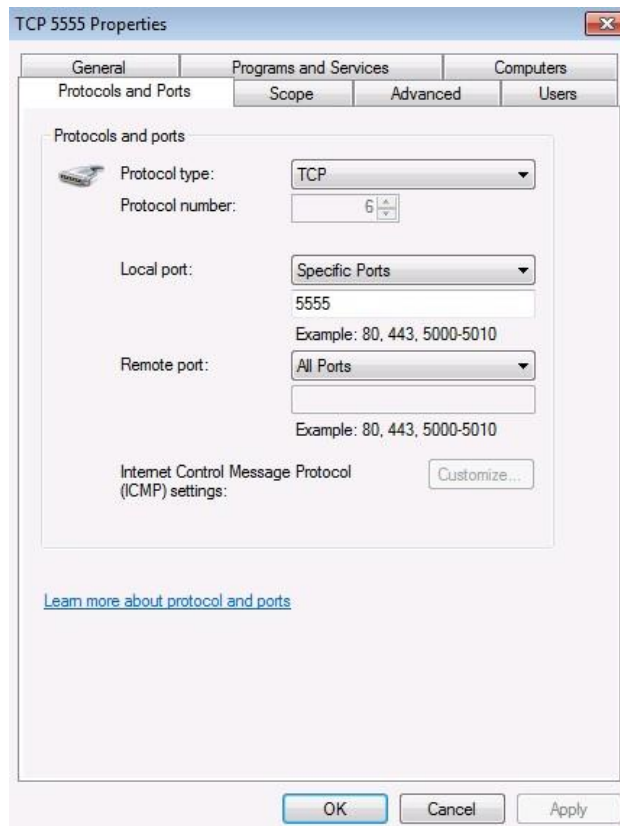 TCP 5555 Properties
General Programs and Services Computers
Protocols and Ports Scope Advanced Users
Protocols and ports
Protocol type: TCP
Protocol number: 6
Local port: Specific Ports
5555
Example: 80, 443, 5000-5010
Remote port: All Ports
Example: 80, 443, 5000-5010
Internet Control Message Protocol
(ICMP) settings: Customize...
Learn more about protocol and ports
OK Cancel Apply